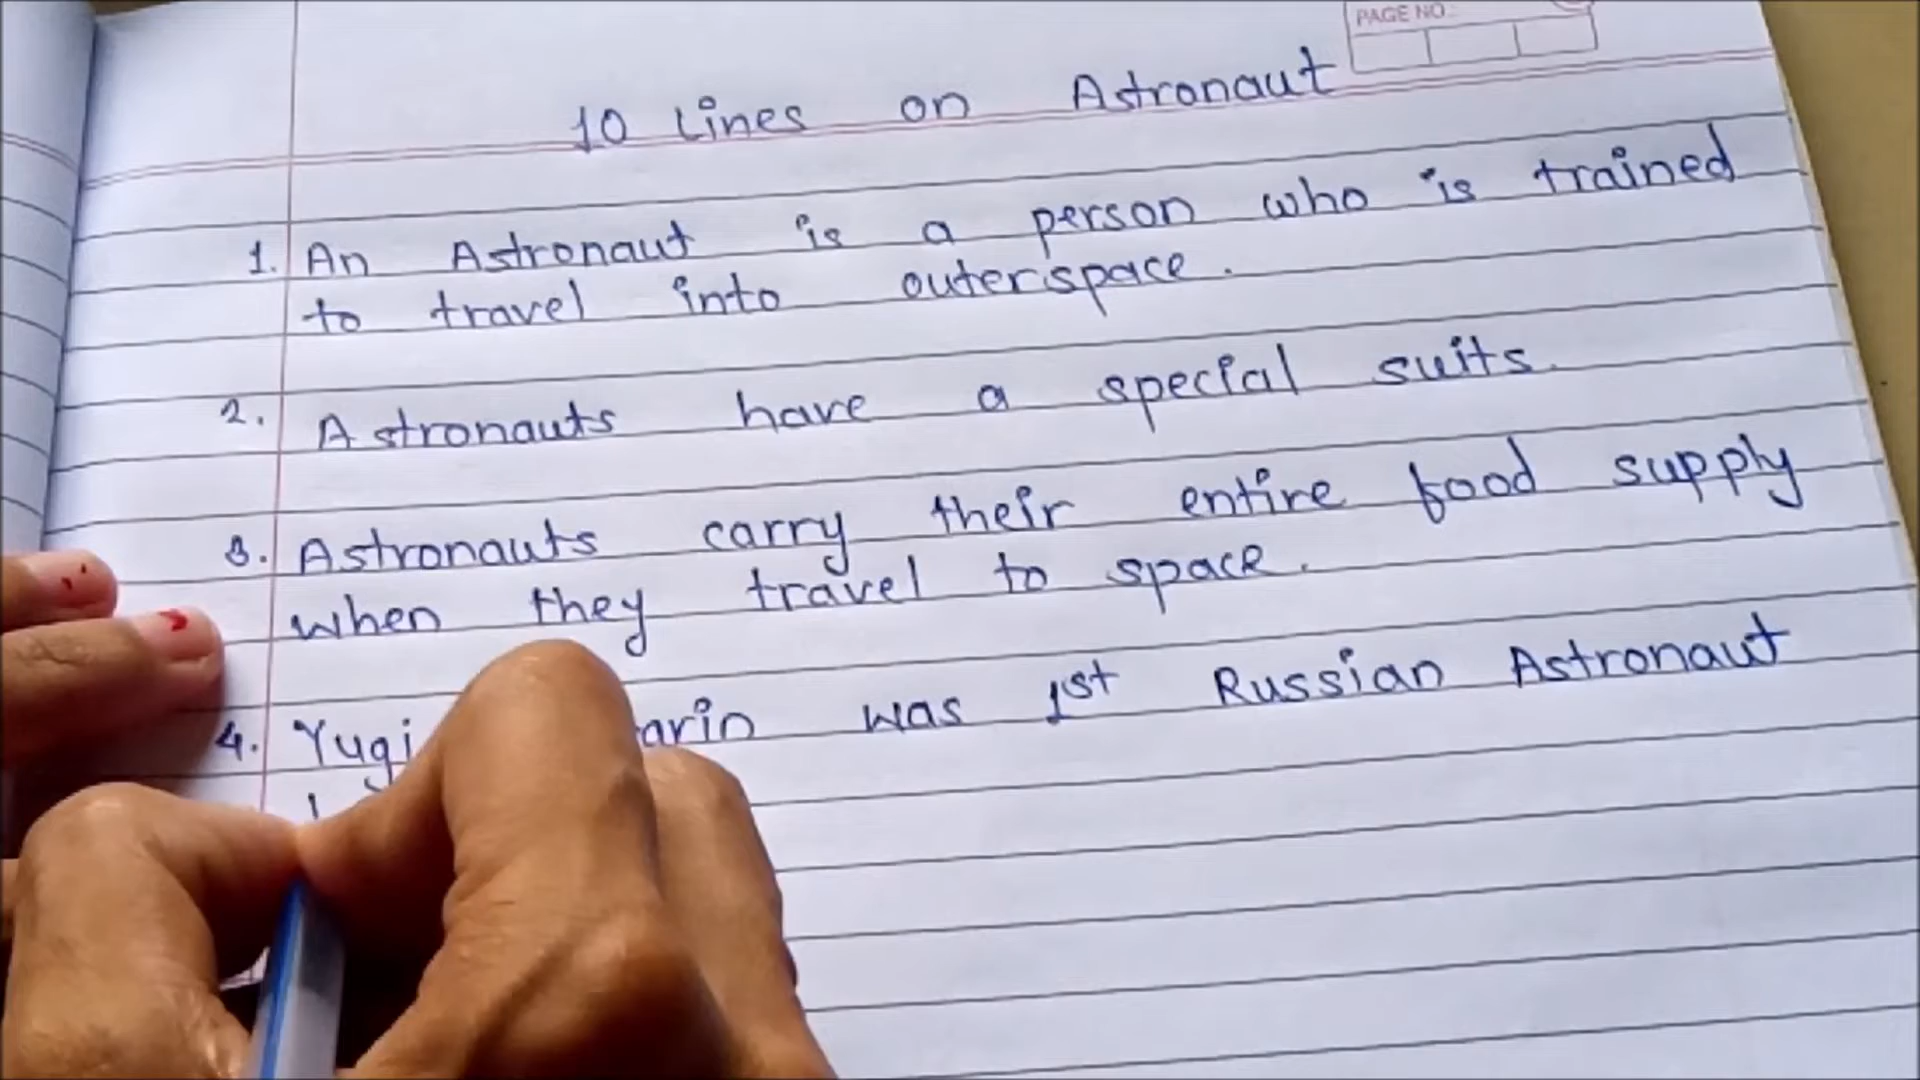 PAGE NO.:
10 Lines on Astronaut
1. An Astronaut is a person who is trained
to travel into outerspace.
2. Astronauts have a special suits.
3. Astronauts carry their entire food supply
when they travel to space.
4. was 1st Russian Astronaut